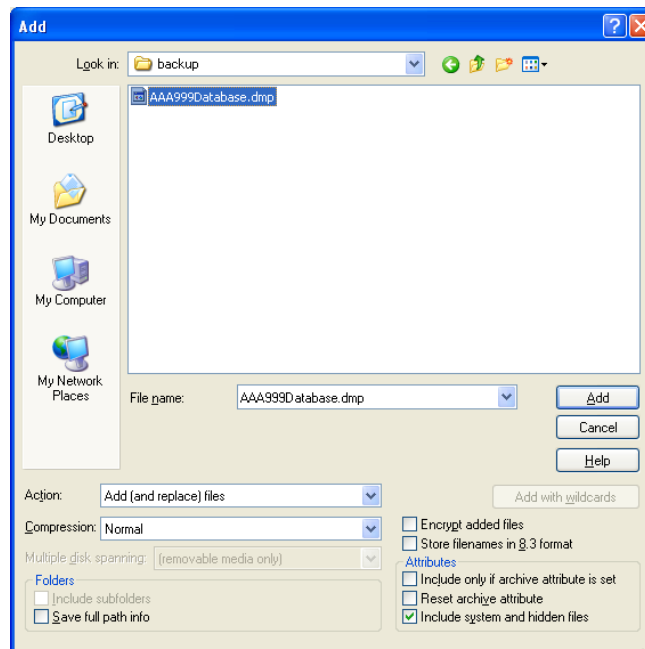 Add
Look in: backup
AAA999Database.dmp
Desktop
My Documents
My Computer
My Network
Places
File name: AAA999Database.dmp
Add
Cancel
Help
Action: Add (and replace) files
Add with wildcards
Compression: Normal
Encrypt added files
Store filenames in 8.3 format
Multiple disk spanning: (removable media only)
Attributes
Folders
Include only if archive attribute is set
Include subfolders
Reset archive attribute
Save full path info
Include system and hidden files